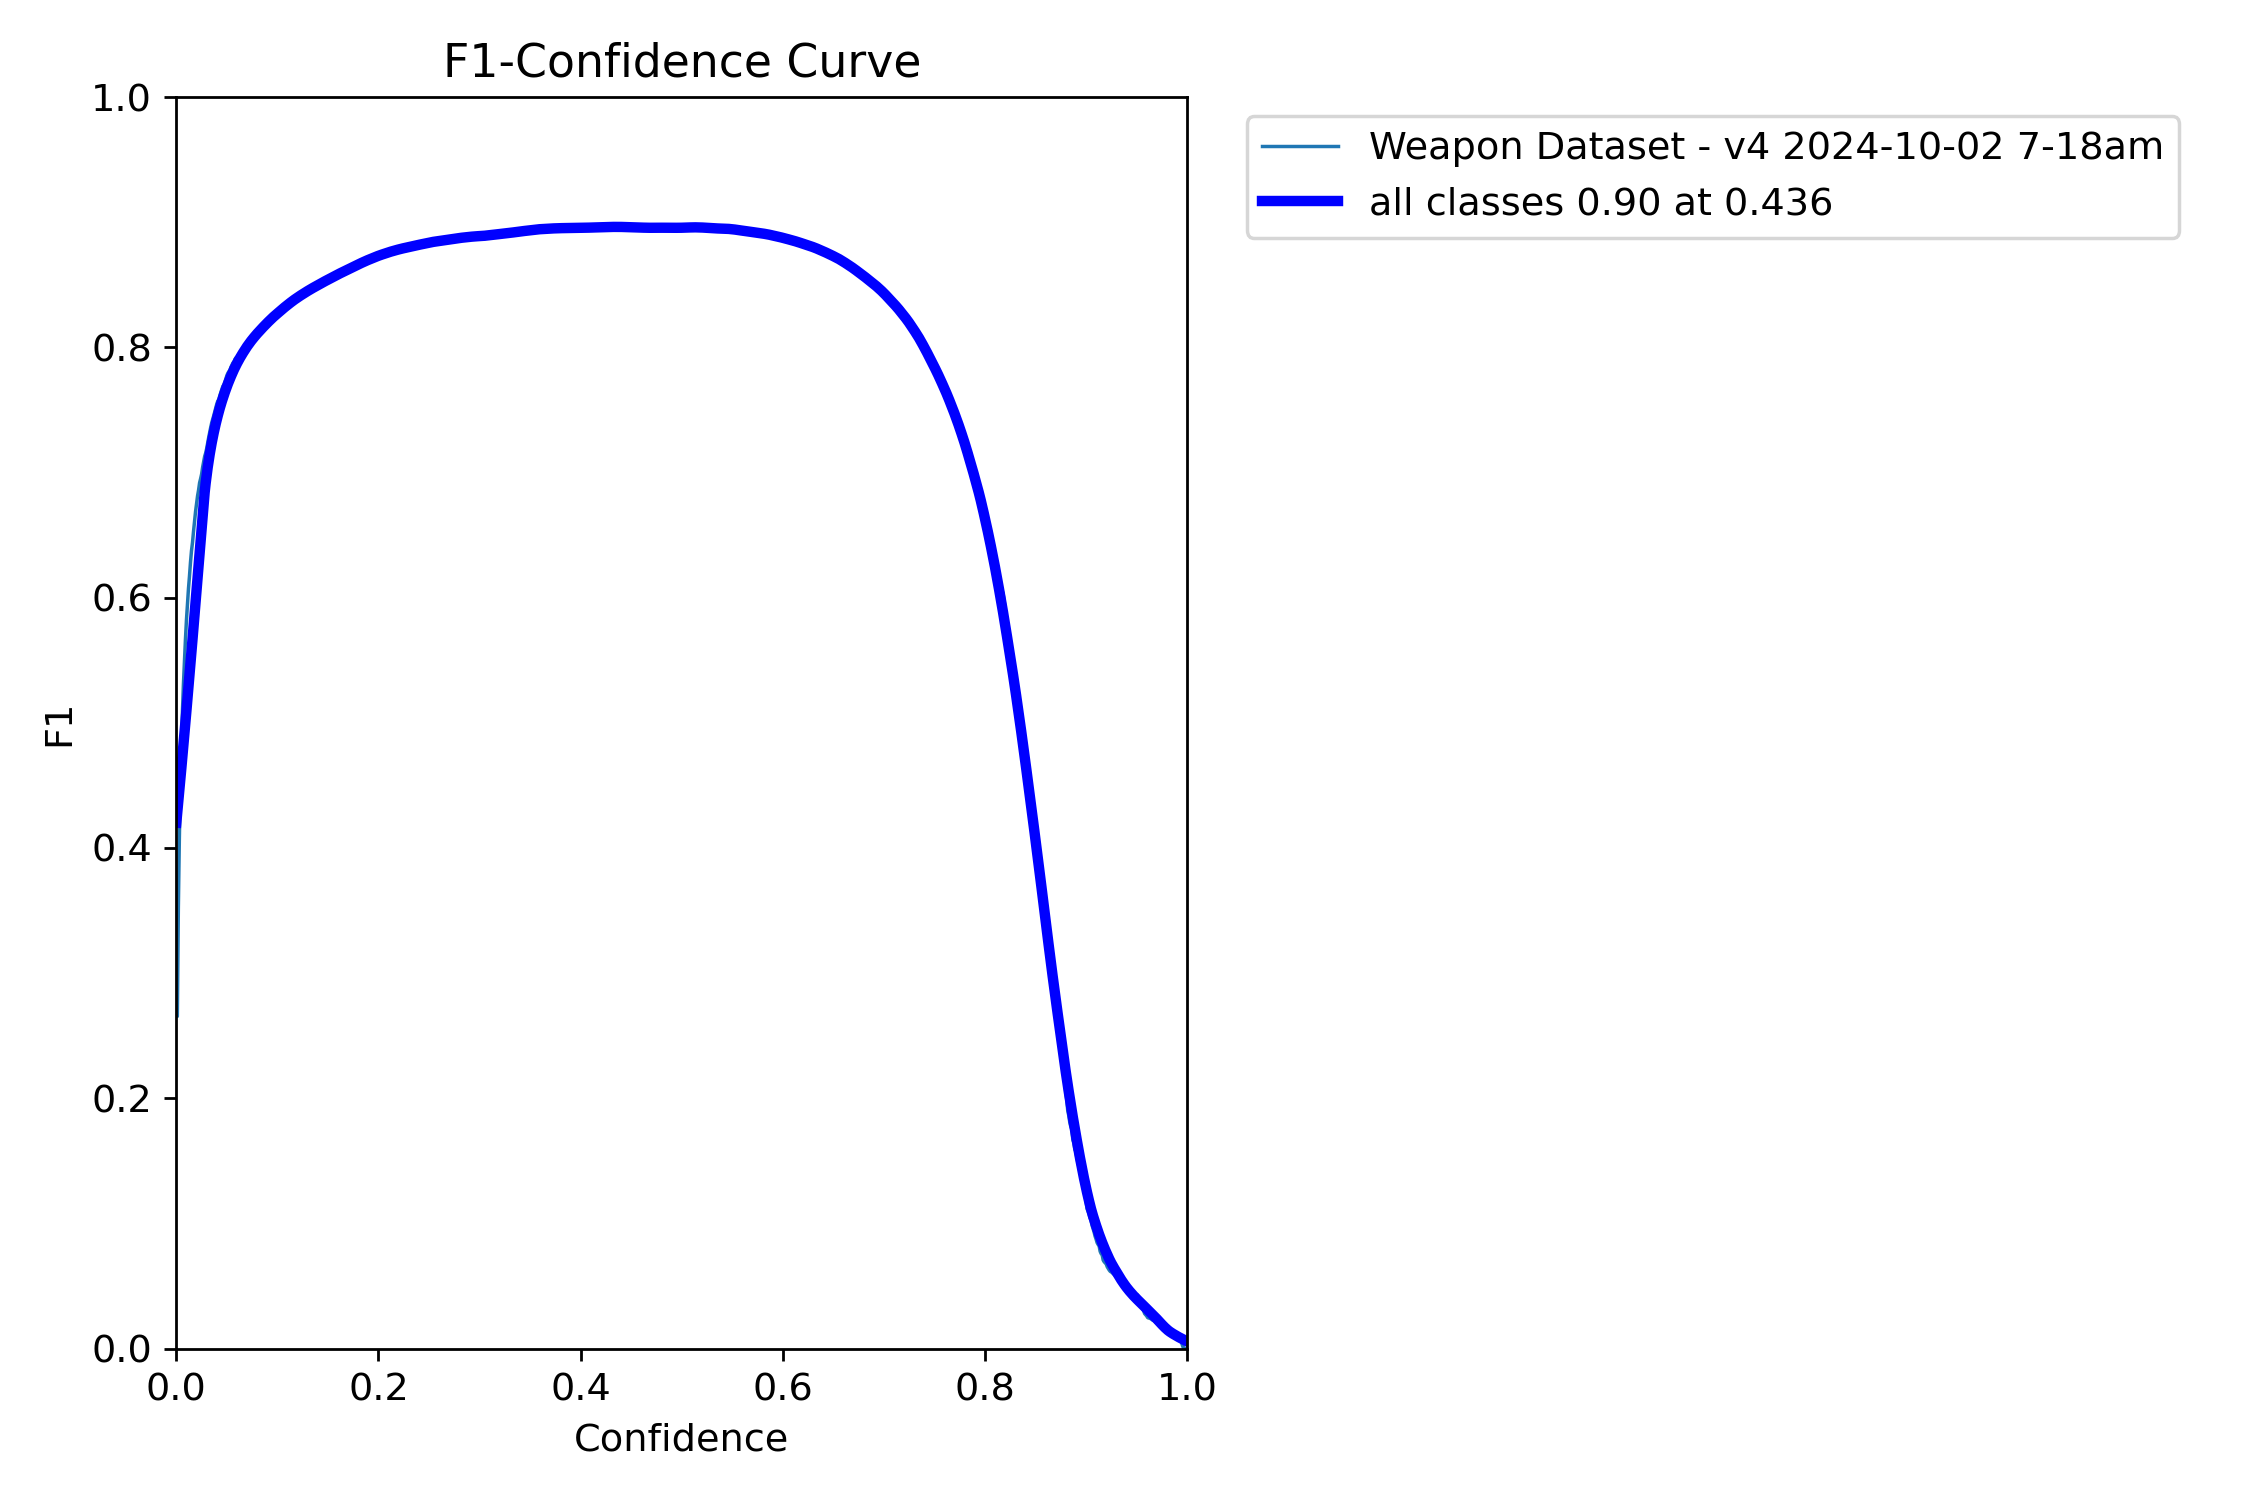 F1-Confidence Curve
1.0
0.8
0.6
0.4
0.2
0.0
F1
0.0 0.2 0.4 0.6 0.8 1.0
Confidence
Weapon Dataset - v4 2024-10-02 7-18am
all classes 0.90 at 0.436